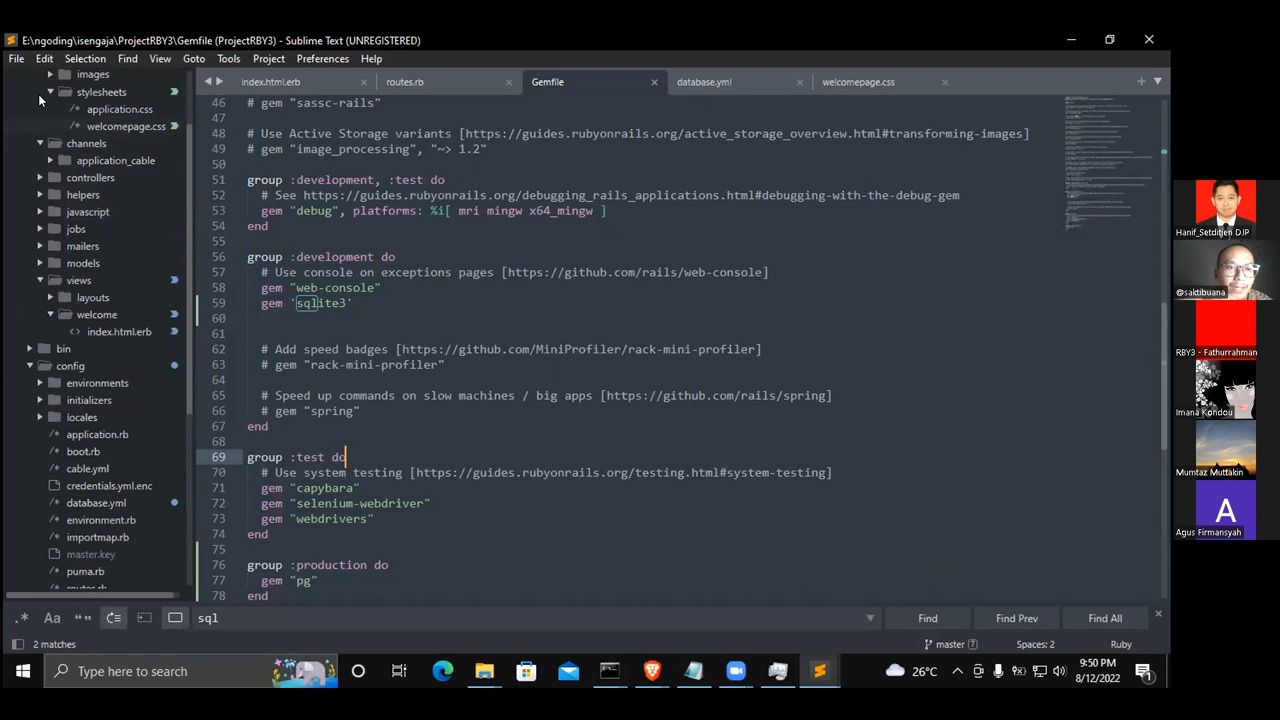 E:\ngoding\isengaja\ProjectRBY3\Gemfile (ProjectRBY3) - Sublime Text (UNREGISTERED)
File Edit Selection Find View Goto Tools Project Preferences Help
images
stylesheets
application.css
welcomepage.css
channels
application_cable
controllers
helpers
javascript
jobs
mailers
models
views
layouts
welcome
index.html.erb
bin
config
environments
initializers
locales
application.rb
boot.rb
cable.yml
credentials.yml.enc
database.yml
environment.rb
importmap.rb
master.key
puma.rb
routes.rb
index.html.erb routes.rb Gemfile database.yml welcomepage.css
46 # gem "sassc-rails"
47
48 # Use Active Storage variants [https://guides.rubyonrails.org/active_storage_overview.html#transforming-images]
49 # gem "image_processing", "~> 1.2"
50
51 group :development, :test do
52 # See https://guides.rubyonrails.org/debugging_rails_applications.html#debugging-with-the-debug-gem
53 gem "debug", platforms: %i[ mri mingw x64_mingw ]
54 end
55
56 group :development do
57 # Use console on exceptions pages [https://github.com/rails/web-console]
58 gem "web-console"
59 gem 'sqlite3'
60
61
62 # Add speed badges [https://github.com/MiniProfiler/rack-mini-profiler]
63 # gem "rack-mini-profiler"
64
65 # Speed up commands on slow machines / big apps [https://github.com/rails/spring]
66 # gem "spring"
67 end
68
69 group :test do
70 # Use system testing [https://guides.rubyonrails.org/testing.html#system-testing]
71 gem "capybara"
72 gem "selenium-webdriver"
73 gem "webdrivers"
74 end
75
76 group :production do
77 gem "pg"
78 end
.* Aa “ ” sql Find Find Prev Find All
2 matches master 7 Spaces: 2 Ruby
Type here to search 26°C 9:50 PM
8/12/2022
1
Hanif_Setditjen DJP
@saktibuana
RBY3 - Fathurrahman
Imana Kondou
Mumtaz Muttakin
A
Agus Firmansyah